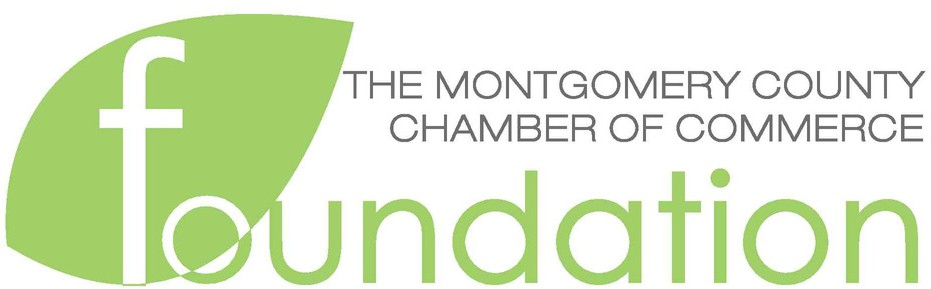 THE MONTGOMERY COUNTY
CHAMBER OF COMMERCE
foundation